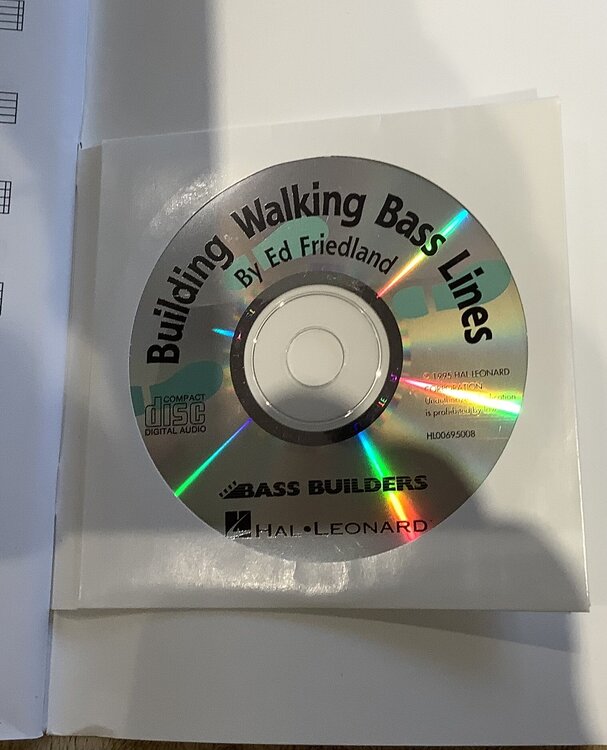 Building Walking Bass Lines
By Ed Friedland
© 1995 HAL·LEONARD
CORPORATION
is prohibited by law
HL00695008
COMPACT
disc
DIGITAL AUDIO
BASS BUILDERS
HAL•LEONARD